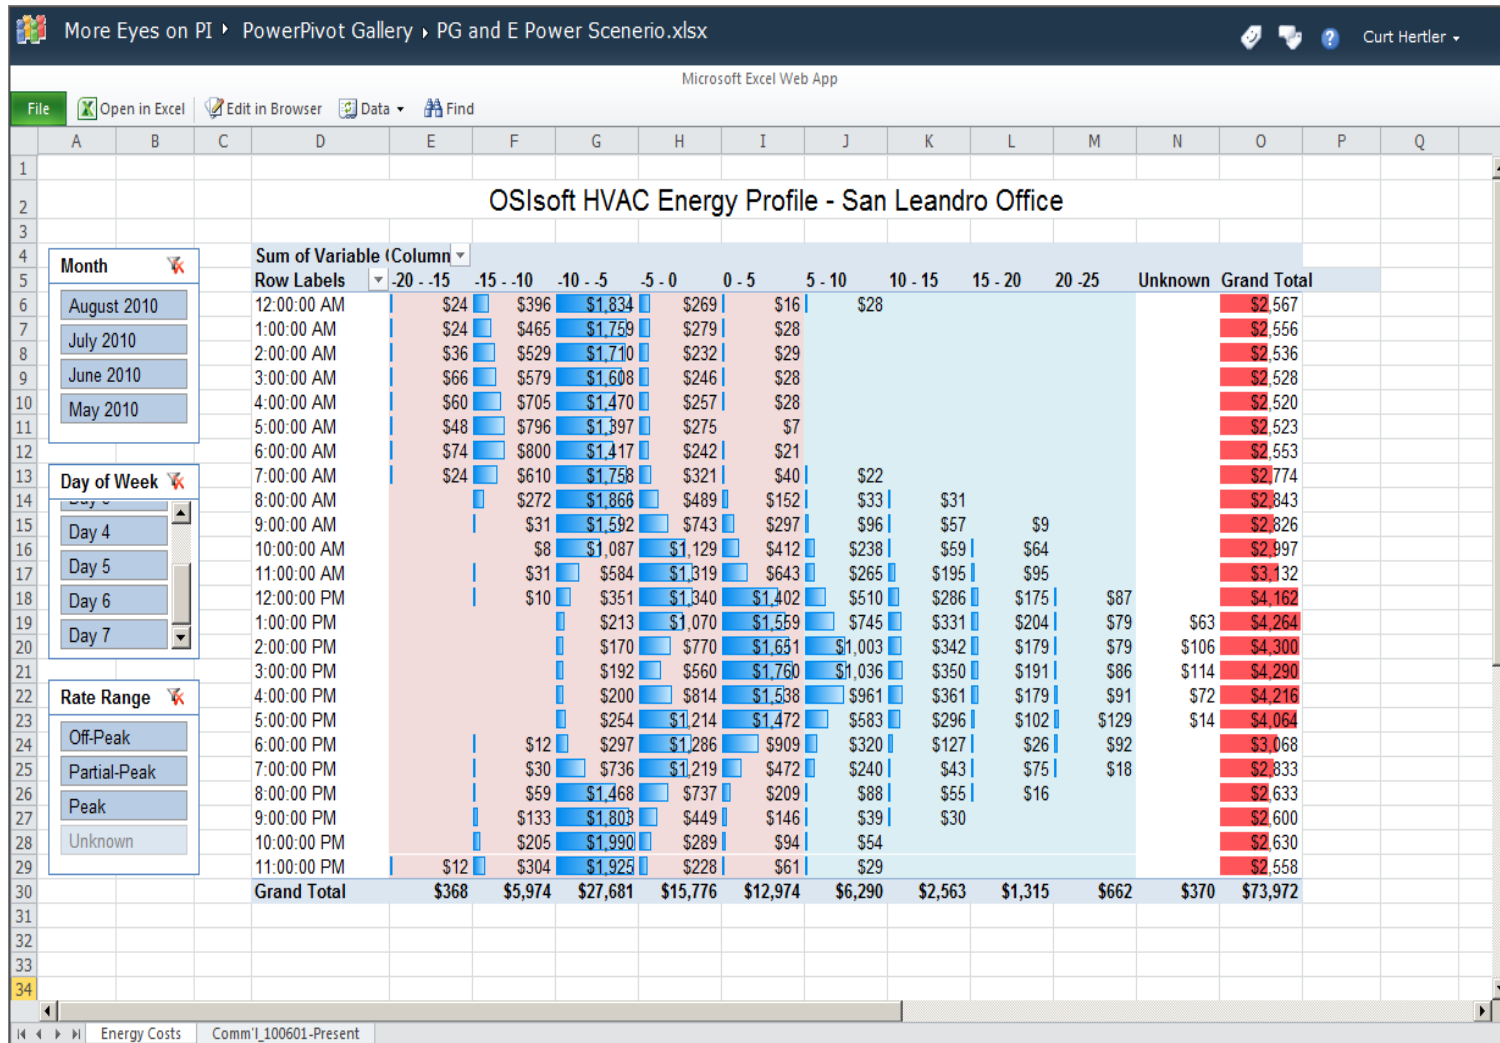 More Eyes on PI ▸ PowerPivot Gallery ▸ PG and E Power Scenerio.xlsx
Curt Hertler
Microsoft Excel Web App
File Open in Excel Edit in Browser Data Find
A B C D E F G H I J K L M N O P Q
1
2 OSIsoft HVAC Energy Profile - San Leandro Office
3
4 Sum of Variable (Column
5 Row Labels -20 - -15 -15 - -10 -10 - -5 -5 - 0 0 - 5 5 - 10 10 - 15 15 - 20 20 -25 Unknown Grand Total
6 12:00:00 AM $24 $396 $1,834 $269 $16 $28 $2,567
7 1:00:00 AM $24 $465 $1,759 $279 $28 $2,556
8 2:00:00 AM $36 $529 $1,710 $232 $29 $2,536
9 3:00:00 AM $66 $579 $1,608 $246 $28 $2,528
10 4:00:00 AM $60 $705 $1,470 $257 $28 $2,520
11 5:00:00 AM $48 $796 $1,397 $275 $7 $2,523
12 6:00:00 AM $74 $800 $1,417 $242 $21 $2,553
13 7:00:00 AM $24 $610 $1,758 $321 $40 $22 $2,774
14 8:00:00 AM $272 $1,866 $489 $152 $33 $31 $2,843
15 9:00:00 AM $31 $1,592 $743 $297 $96 $57 $9 $2,826
16 10:00:00 AM $8 $1,087 $1,129 $412 $238 $59 $64 $2,997
17 11:00:00 AM $31 $584 $1,319 $643 $265 $195 $95 $3,132
18 12:00:00 PM $10 $351 $1,340 $1,402 $510 $286 $175 $87 $4,162
19 1:00:00 PM $213 $1,070 $1,559 $745 $331 $204 $79 $63 $4,264
20 2:00:00 PM $170 $770 $1,651 $1,003 $342 $179 $79 $106 $4,300
21 3:00:00 PM $192 $560 $1,760 $1,036 $350 $191 $86 $114 $4,290
22 4:00:00 PM $200 $814 $1,538 $961 $361 $179 $91 $72 $4,216
23 5:00:00 PM $254 $1,214 $1,472 $583 $296 $102 $129 $14 $4,064
24 6:00:00 PM $12 $297 $1,286 $909 $320 $127 $26 $92 $3,068
25 7:00:00 PM $30 $736 $1,219 $472 $240 $43 $75 $18 $2,833
26 8:00:00 PM $59 $1,468 $737 $209 $88 $55 $16 $2,633
27 9:00:00 PM $133 $1,803 $449 $146 $39 $30 $2,600
28 10:00:00 PM $205 $1,990 $289 $94 $54 $2,630
29 11:00:00 PM $12 $304 $1,925 $228 $61 $29 $2,558
30 Grand Total $368 $5,974 $27,681 $15,776 $12,974 $6,290 $2,563 $1,315 $662 $370 $73,972
31
32
33
34
Month
August 2010
July 2010
June 2010
May 2010
Day of Week
Day 4
Day 5
Day 6
Day 7
Rate Range
Off-Peak
Partial-Peak
Peak
Unknown
Energy Costs Comm'l_100601-Present